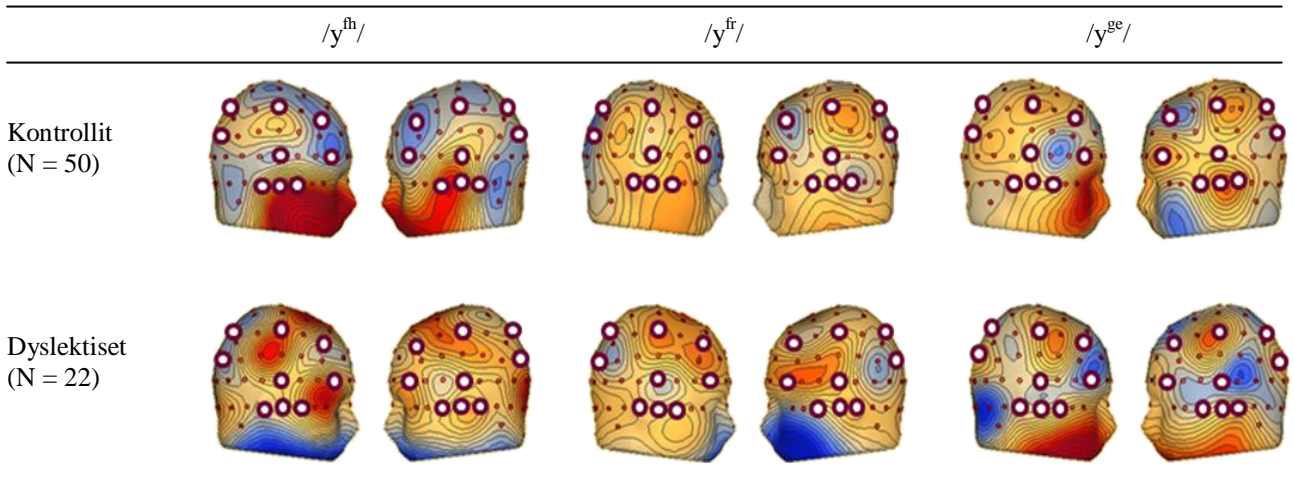 /y^fh/ /y^fr/ /y^ge/
Kontrollit
(N = 50)
Dyslektiset
(N = 22)